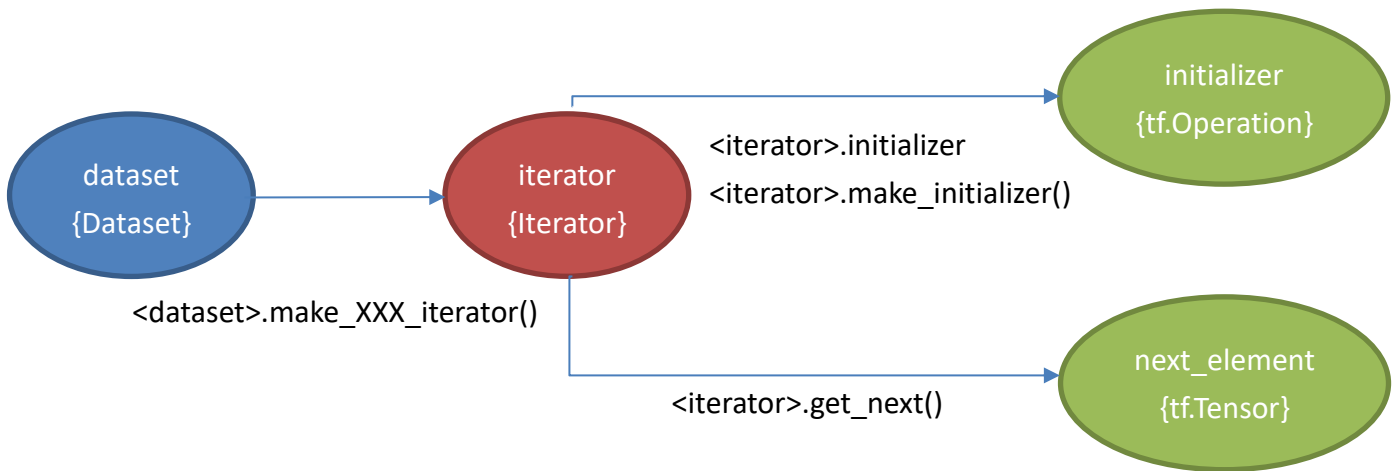 dataset
{Dataset}
<dataset>.make_XXX_iterator()
iterator
{Iterator}
<iterator>.initializer
<iterator>.make_initializer()
initializer
{tf.Operation}
<iterator>.get_next()
next_element
{tf.Tensor}